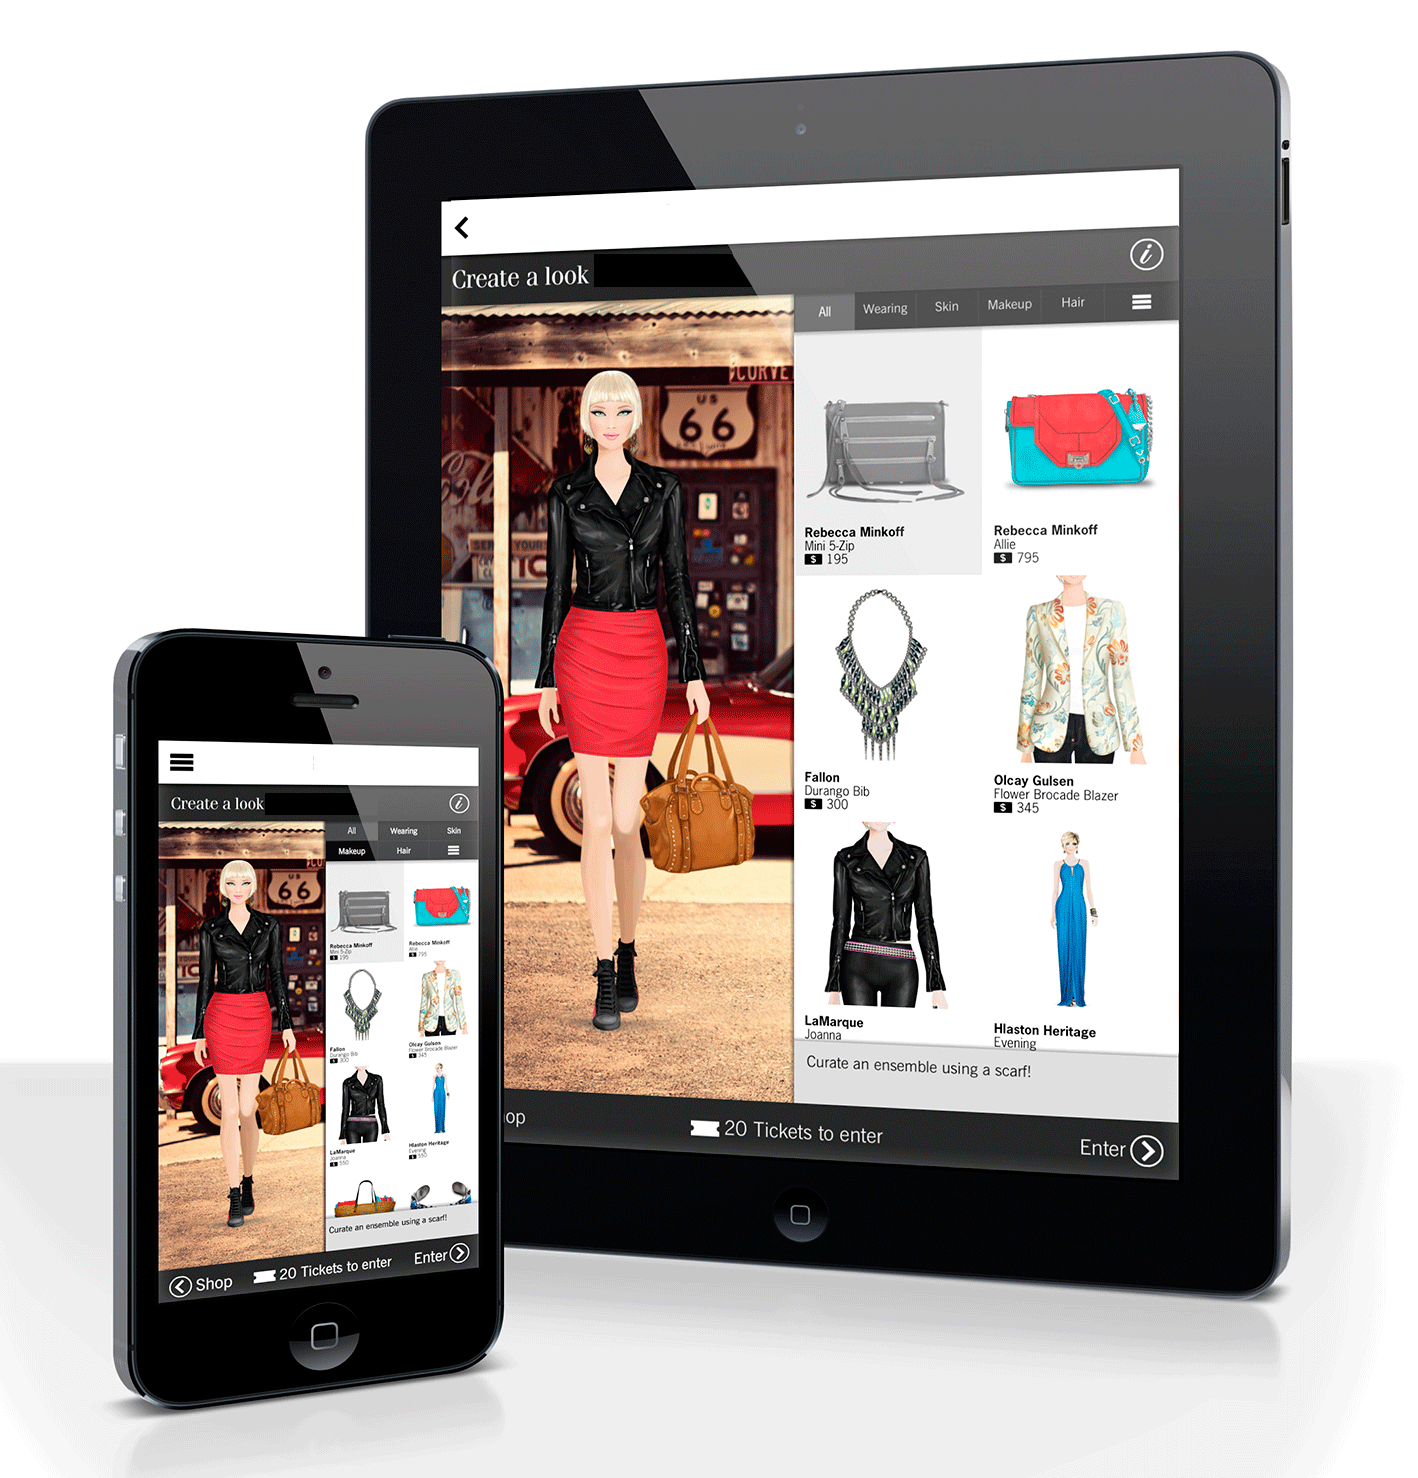 Create a look
All Wearing Skin Makeup Hair
CURVE
US
66
Rebecca Minkoff
Mini 5-Zip
$ 195
Rebecca Minkoff
Allie
$ 795
Fallon
Durango Bib
$ 300
Olcay Gulsen
Flower Brocade Blazer
$ 345
LaMarque
Joanna
Hlaston Heritage
Evening
Curate an ensemble using a scarf!
op
20 Tickets to enter
Enter
Create a look
All Wearing Skin
Makeup Hair
CU
66
Rebecca Minkoff
Mini 5-Zip
$ 195
Rebecca Minkoff
Allie
$ 795
Fallon
Durango Bib
$ 300
Olcay Gulsen
Flower Brocade Blazer
$ 345
LaMarque
Joanna
$ 550
Hlaston Heritage
Evening
$ 550
Curate an ensemble using a scarf!
Shop
20 Tickets to enter
Enter